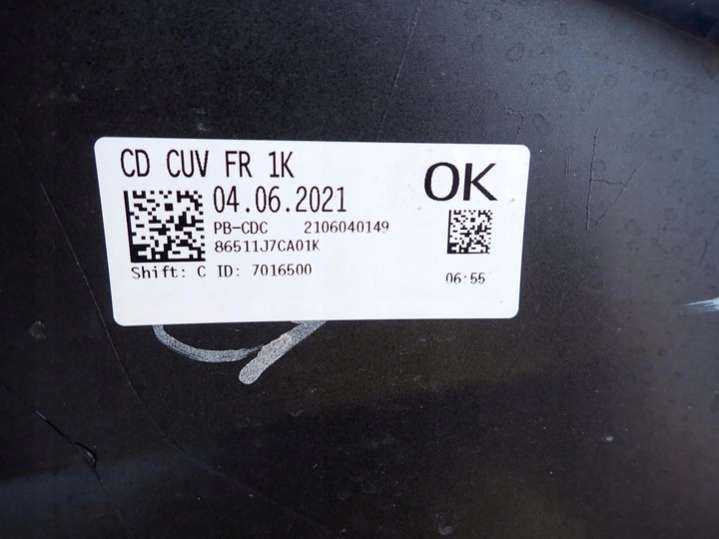 CD CUV FR 1K
OK
04.06.2021
PB-CDC 2106040149
86511J7CA01K
Shift: C ID: 7016500
06:55